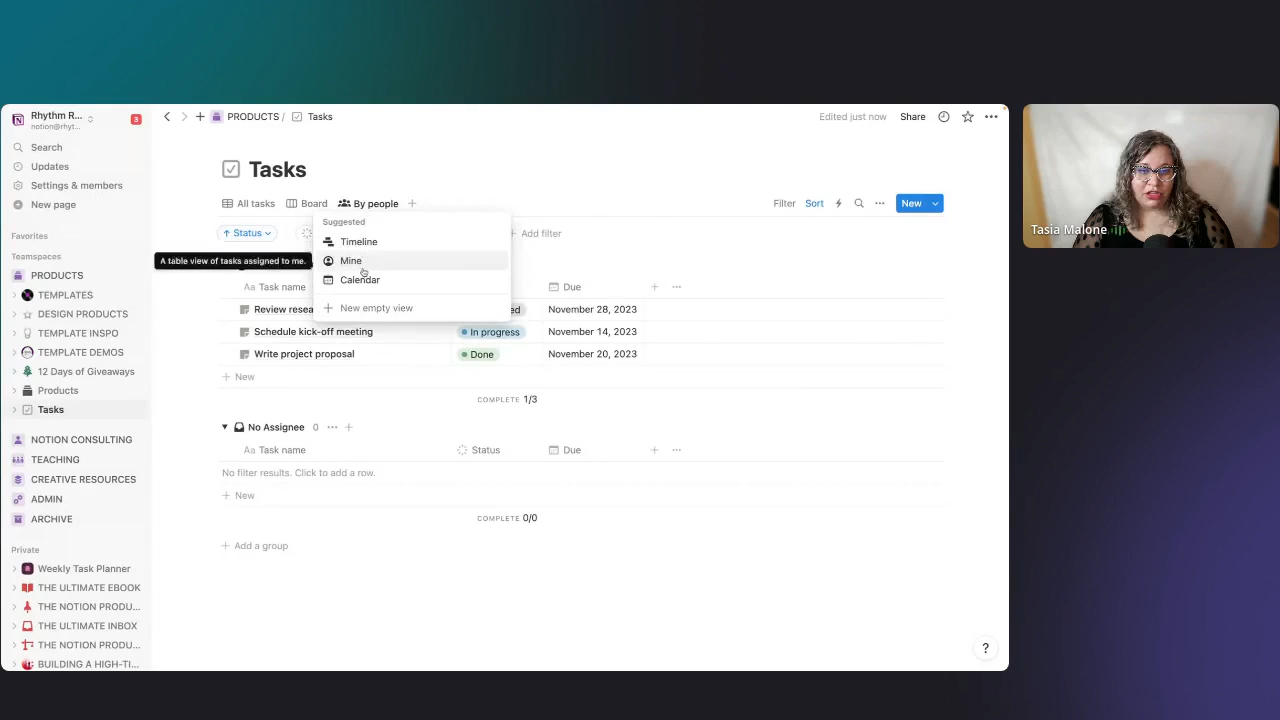 Rhythm R...
notion@rhyt...
3
Search
Updates
Settings & members
New page
Favorites
Teamspaces
PRODUCTS
TEMPLATES
DESIGN PRODUCTS
TEMPLATE INSPO
TEMPLATE DEMOS
12 Days of Giveaways
Products
Tasks
NOTION CONSULTING
TEACHING
CREATIVE RESOURCES
ADMIN
ARCHIVE
Private
Weekly Task Planner
THE ULTIMATE EBOOK
THE NOTION PRODU...
THE ULTIMATE INBOX
THE NOTION PRODU...
BUILDING A HIGH-TI...
PRODUCTS / Tasks
Edited just now Share
Tasks
All tasks Board By people
Filter Sort New
Status
Add filter
Suggested
Timeline
Mine
Calendar
New empty view
A table view of tasks assigned to me.
Aa Task name Due
Review resea ed November 28, 2023
Schedule kick-off meeting In progress November 14, 2023
Write project proposal Done November 20, 2023
New
COMPLETE 1/3
No Assignee 0
Aa Task name Status Due
No filter results. Click to add a row.
New
COMPLETE 0/0
Add a group
?
Tasia Malone